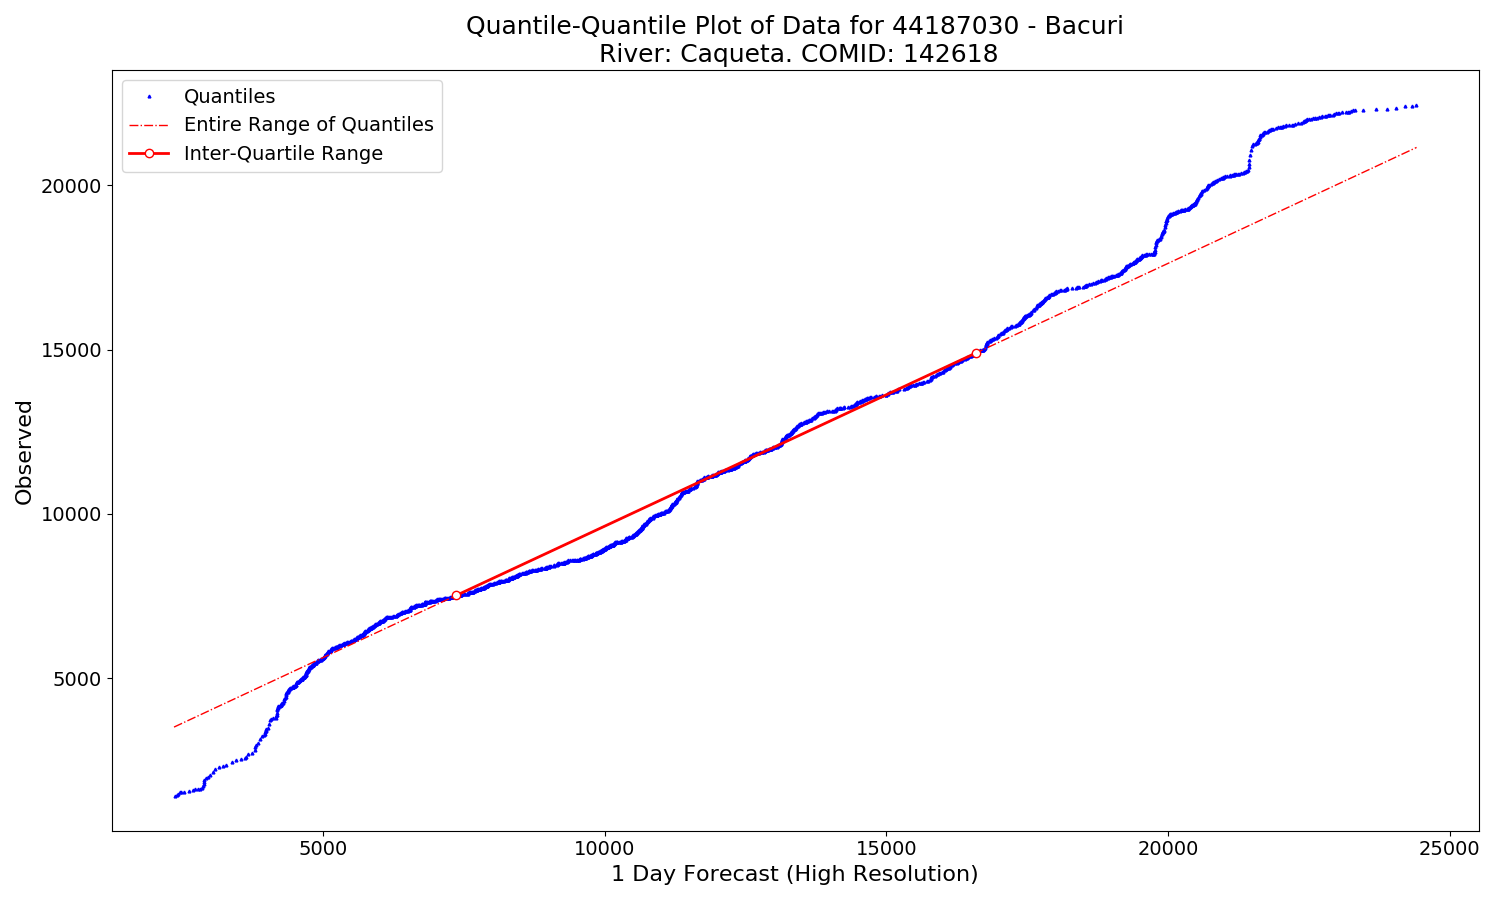 Quantile-Quantile Plot of Data for 44187030 - Bacuri
River: Caqueta. COMID: 142618
Quantiles
Entire Range of Quantiles
Inter-Quartile Range
20000
15000
10000
5000
Observed
5000 10000 15000 20000 25000
1 Day Forecast (High Resolution)